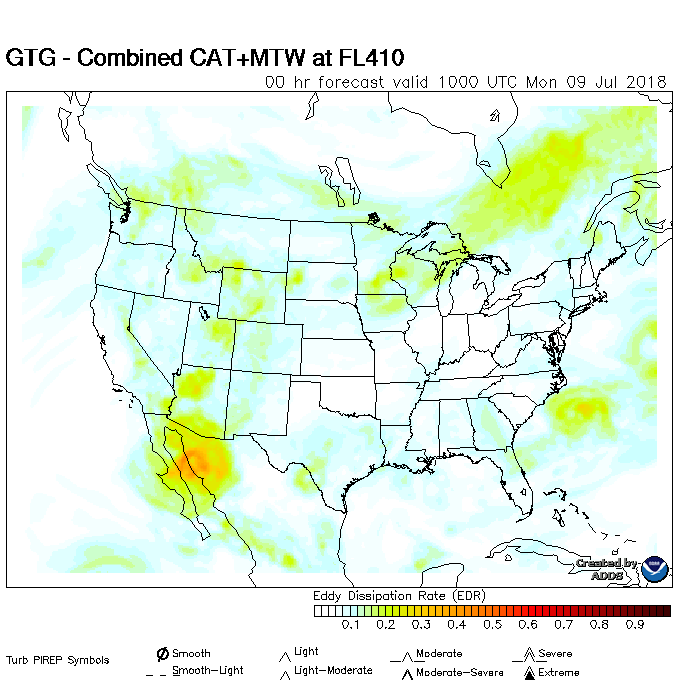 GTG - Combined CAT+MTW at FL410
00 hr forecast valid 1000 UTC Mon 09 Jul 2018
Created by
ADDS
Eddy Dissipation Rate (EDR)
0.1 0.2 0.3 0.4 0.5 0.6 0.7 0.8 0.9
Turb PIREP Symbols
Smooth Light Moderate Severe
Smooth-Light Light-Moderate Moderate-Severe Extreme